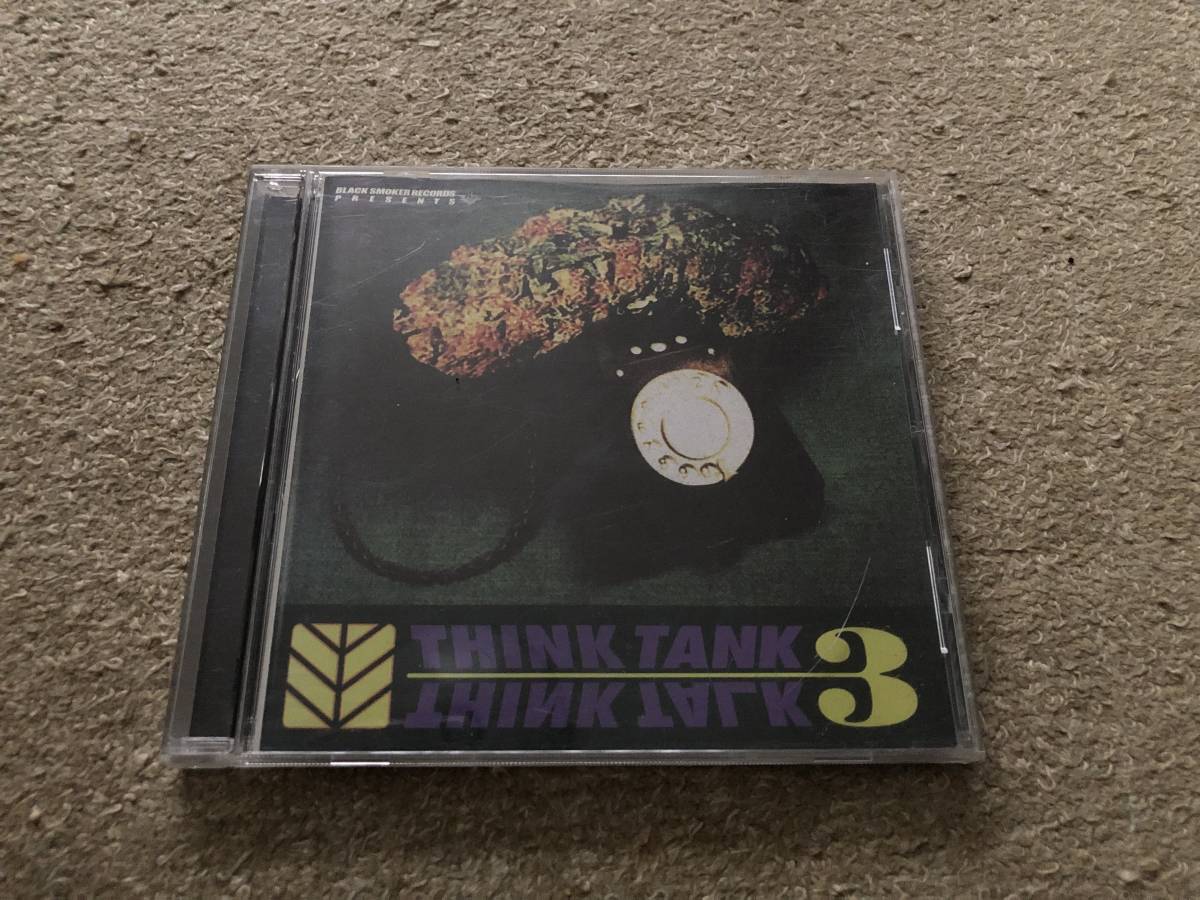 BLACK SMOKER RECORDS
PRESENTS
THINK TANK
THINK TALK
3